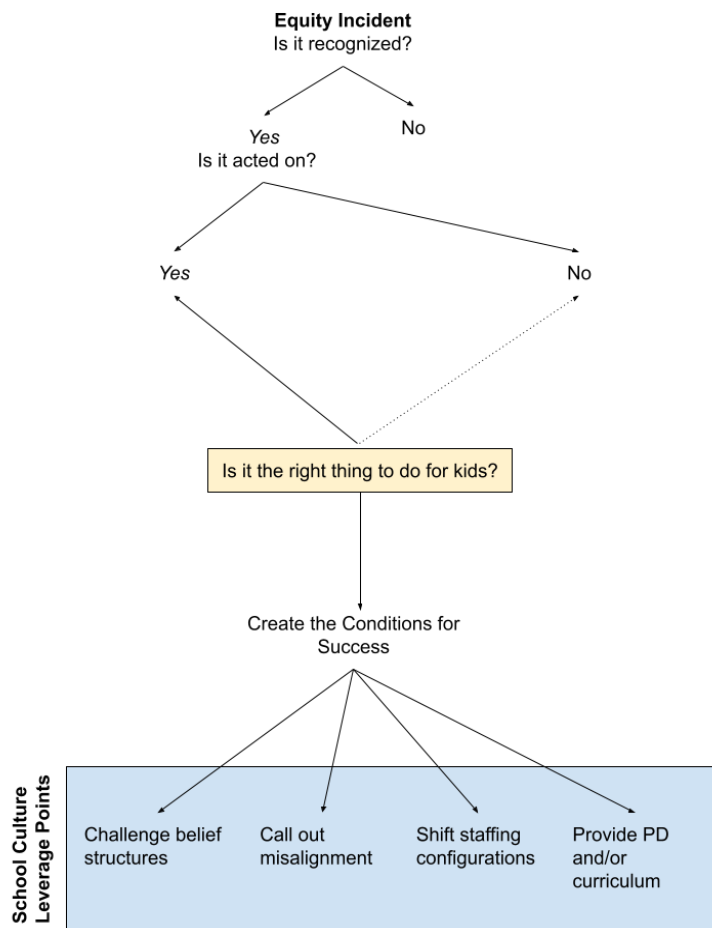 Equity Incident
Is it recognized?
Yes
No
Is it acted on?
Yes
No
Is it the right thing to do for kids?
Create the Conditions for
Success
School Culture
Leverage Points
Challenge belief
structures
Call out
misalignment
Shift staffing
configurations
Provide PD
and/or
curriculum